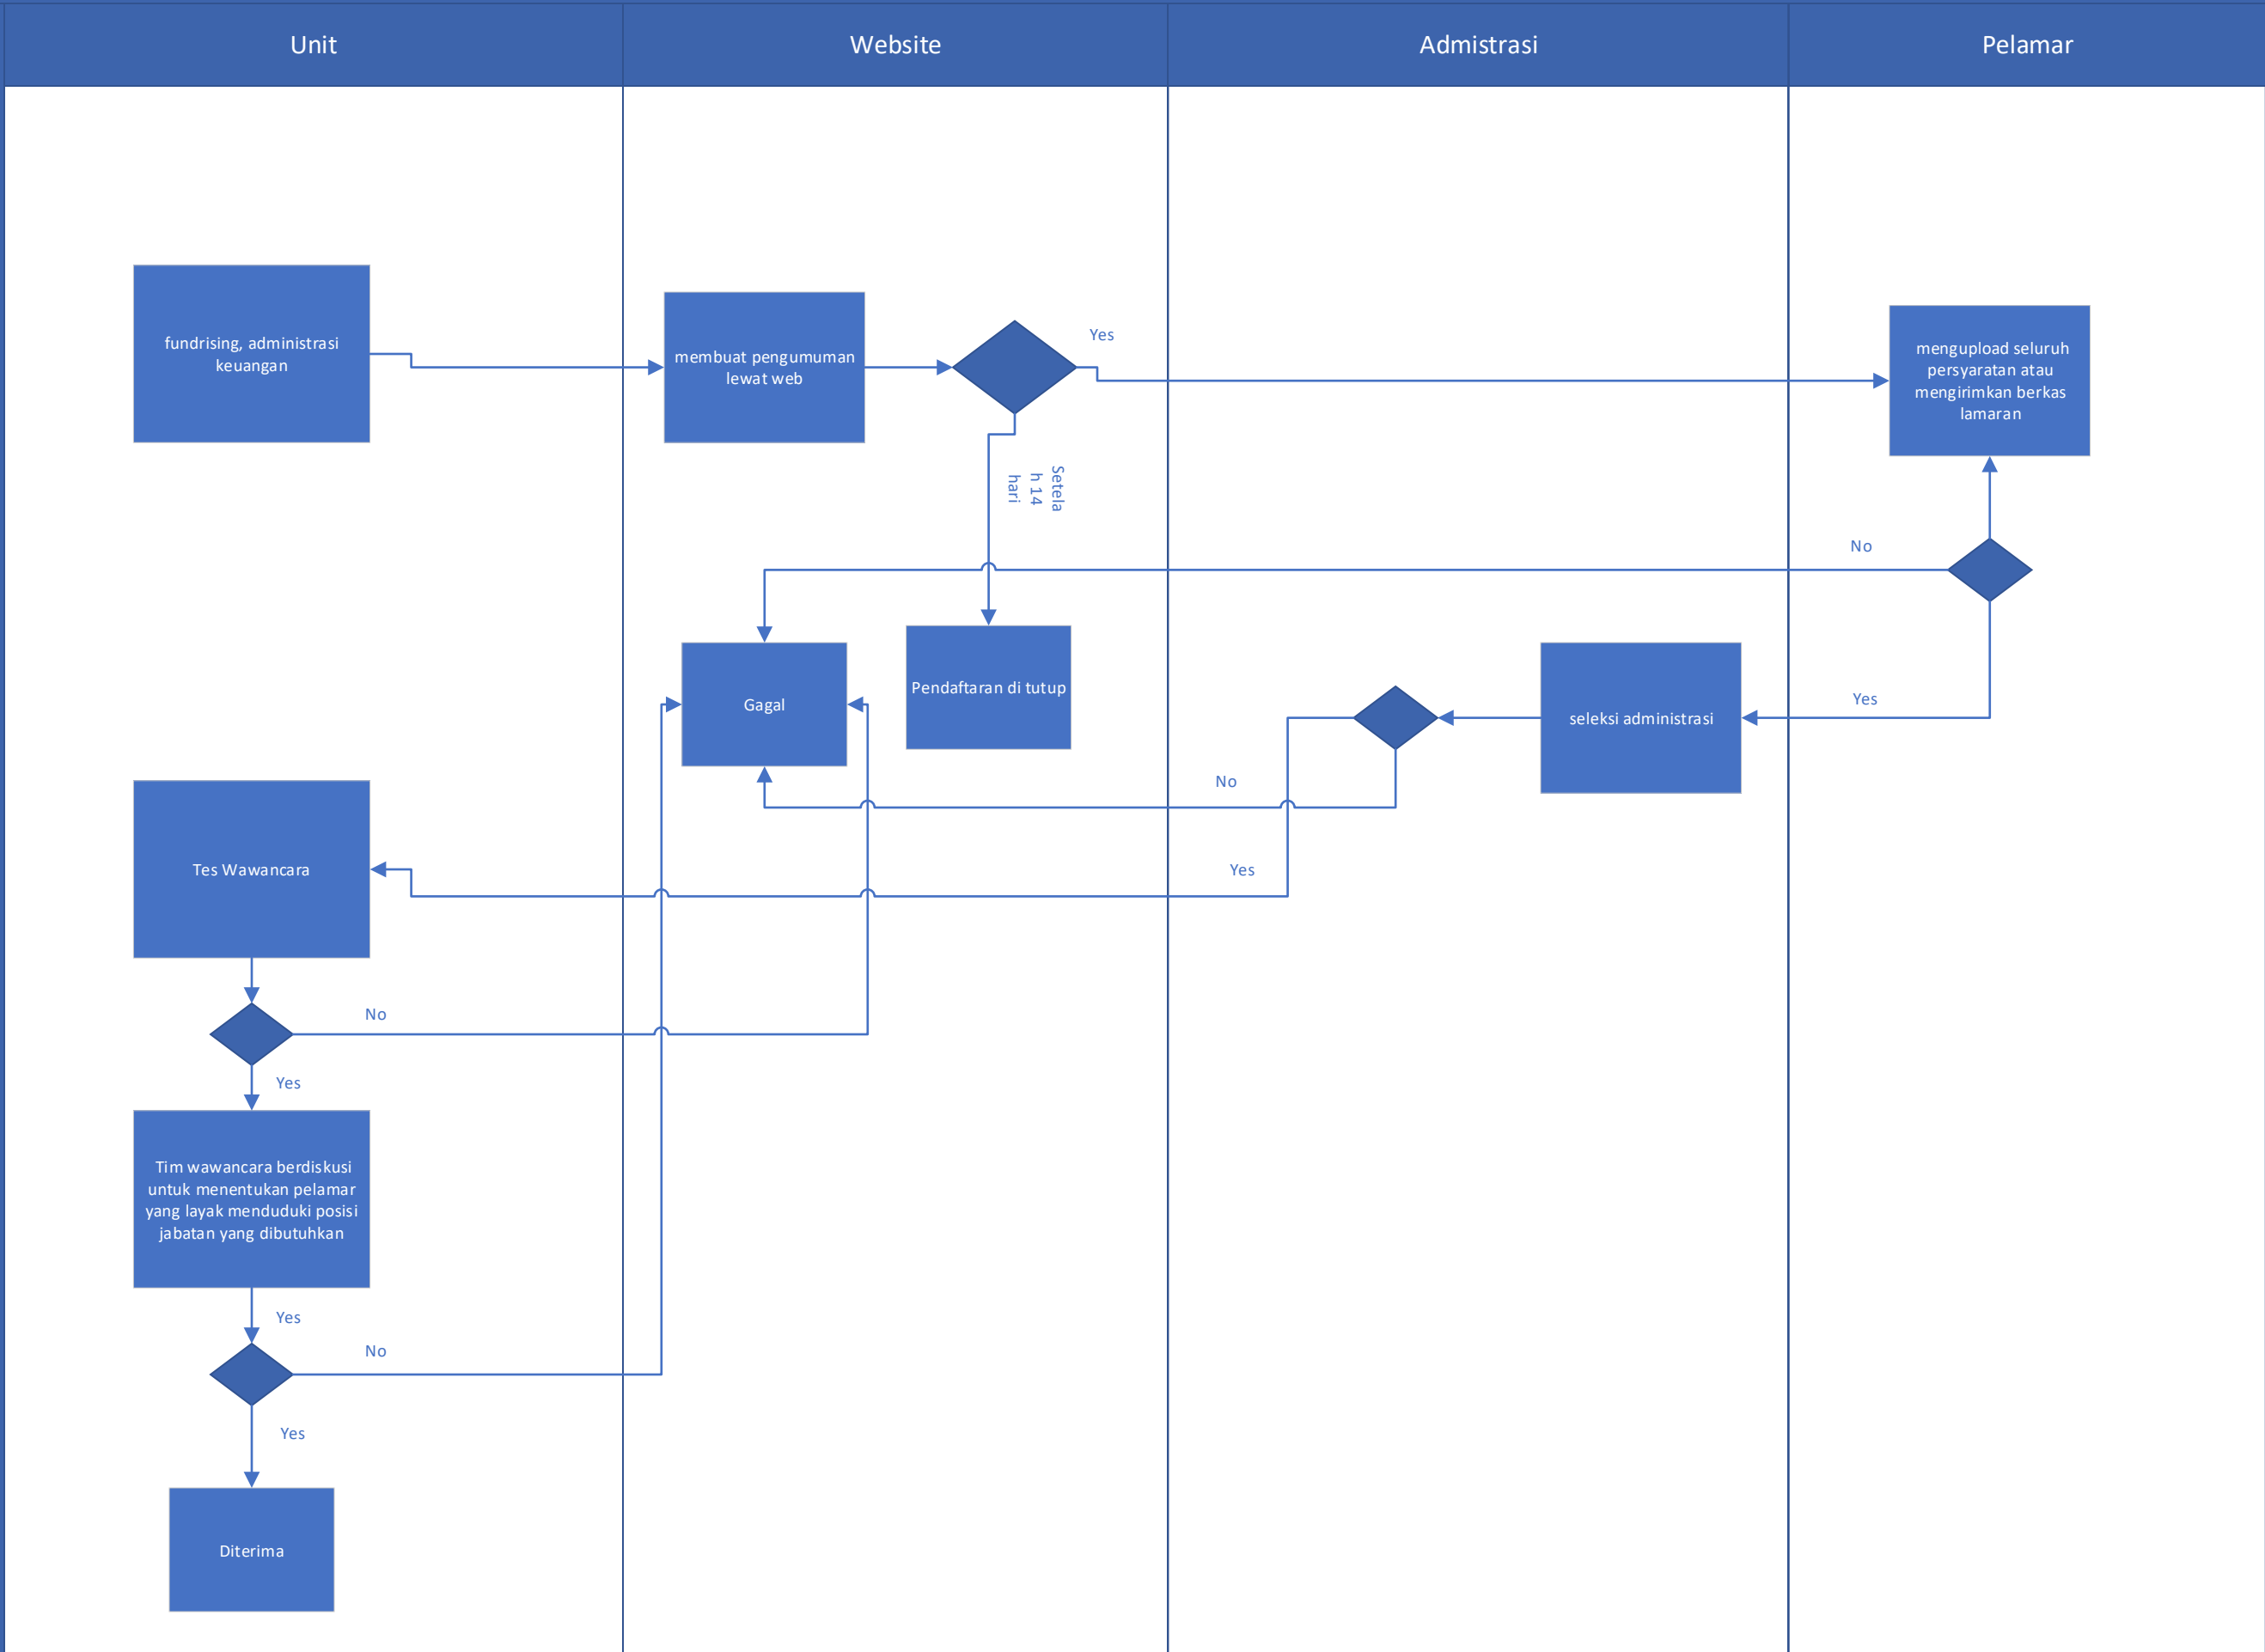 Unit
Website
Admistrasi
Pelamar
fundrising, administrasi
keuangan
membuat pengumuman
lewat web
Yes
mengupload seluruh
persyaratan atau
mengirimkan berkas
lamaran
Setela
h 14
hari
No
Gagal
Pendaftaran di tutup
seleksi administrasi
Yes
No
Tes Wawancara
Yes
No
Yes
Tim wawancara berdiskusi
untuk menentukan pelamar
yang layak menduduki posisi
jabatan yang dibutuhkan
Yes
No
Yes
Diterima